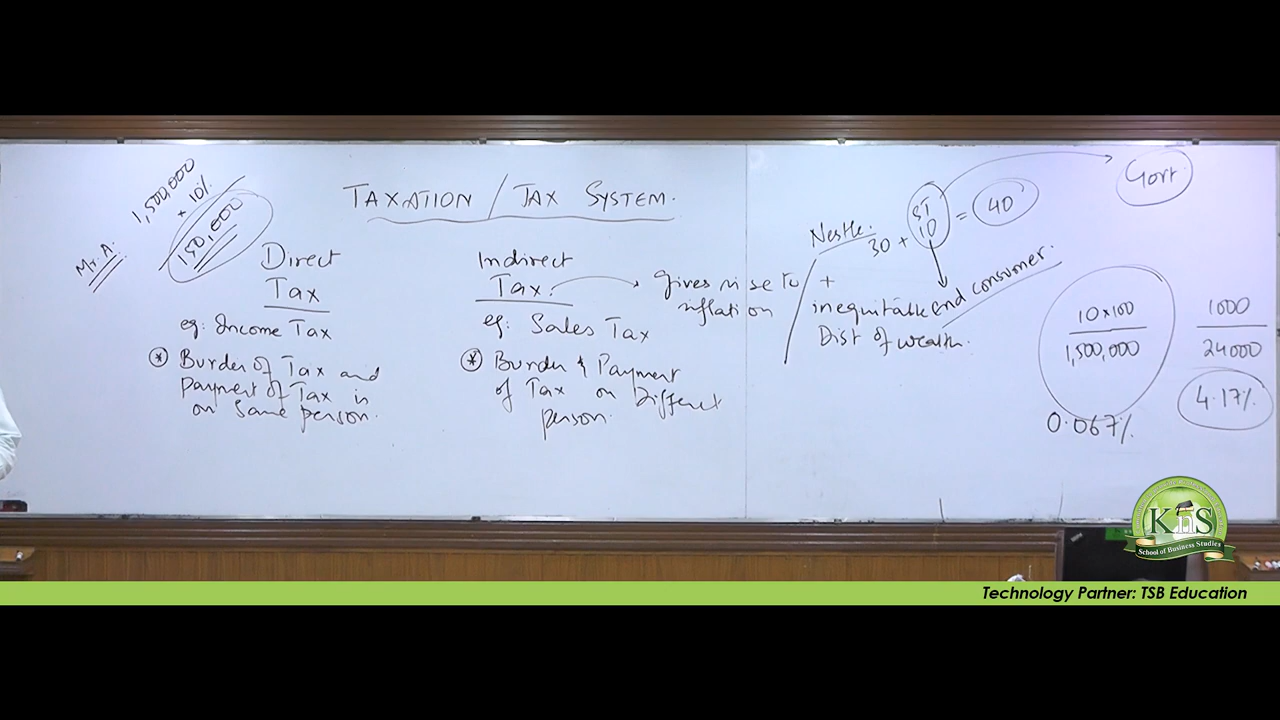 TAXATION / TAX SYSTEM.
Mr. A.
1,500,000
* 10%
150,000
Direct
Tax
eg: Income Tax
* Burden of Tax and
payment of Tax is
on Same person.
Indirect
Tax.
eg: Sales Tax
* Burden & Payment
of Tax on Different
person.
Gives rise to
inflation
+
inequitable
Dist of wealth.
Nestle.
30 + ST 10 = 40
Govt
end consumer.
10 x 100
1,500,000
0.067%
1000
24000
4.17%
KnS
School of Business Studies
Technology Partner: TSB Education